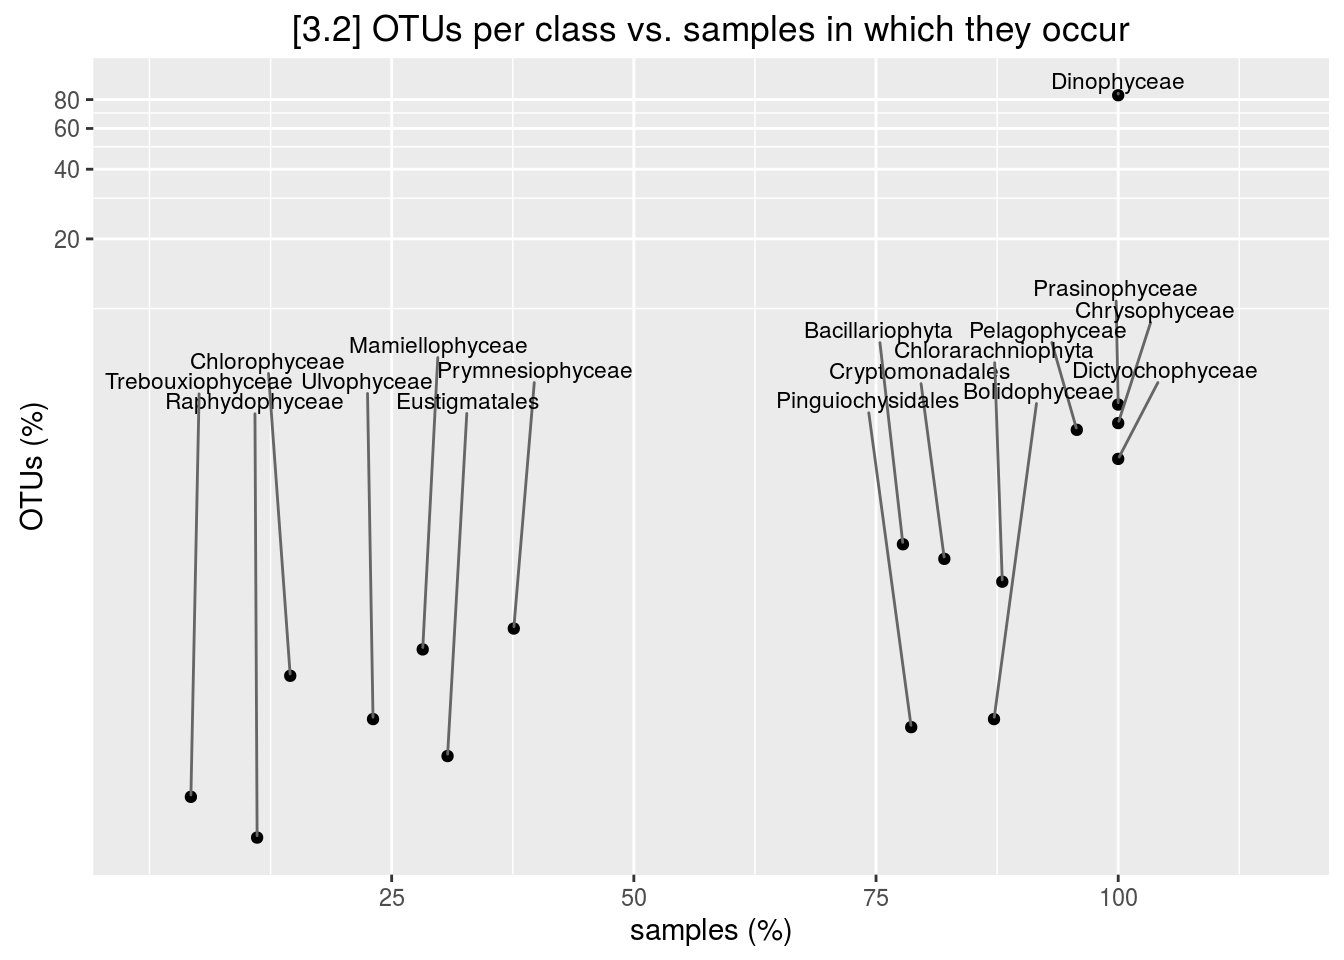 [3.2] OTUs per class vs. samples in which they occur
Dinophyceae
80
60
40
20
Prasinophyceae
Chrysophyceae
Bacillariophyta
Pelagophyceae
Mamiellophyceae
Chlorarachniophyta
Chlorophyceae
Prymnesiophyceae
Cryptomonadales
Dictyochophyceae
Trebouxiophyceae
Ulvophyceae
Bolidophyceae
Raphydophyceae
Eustigmatales
Pinguiochysidales
OTUs (%)
25
50
75
100
samples (%)